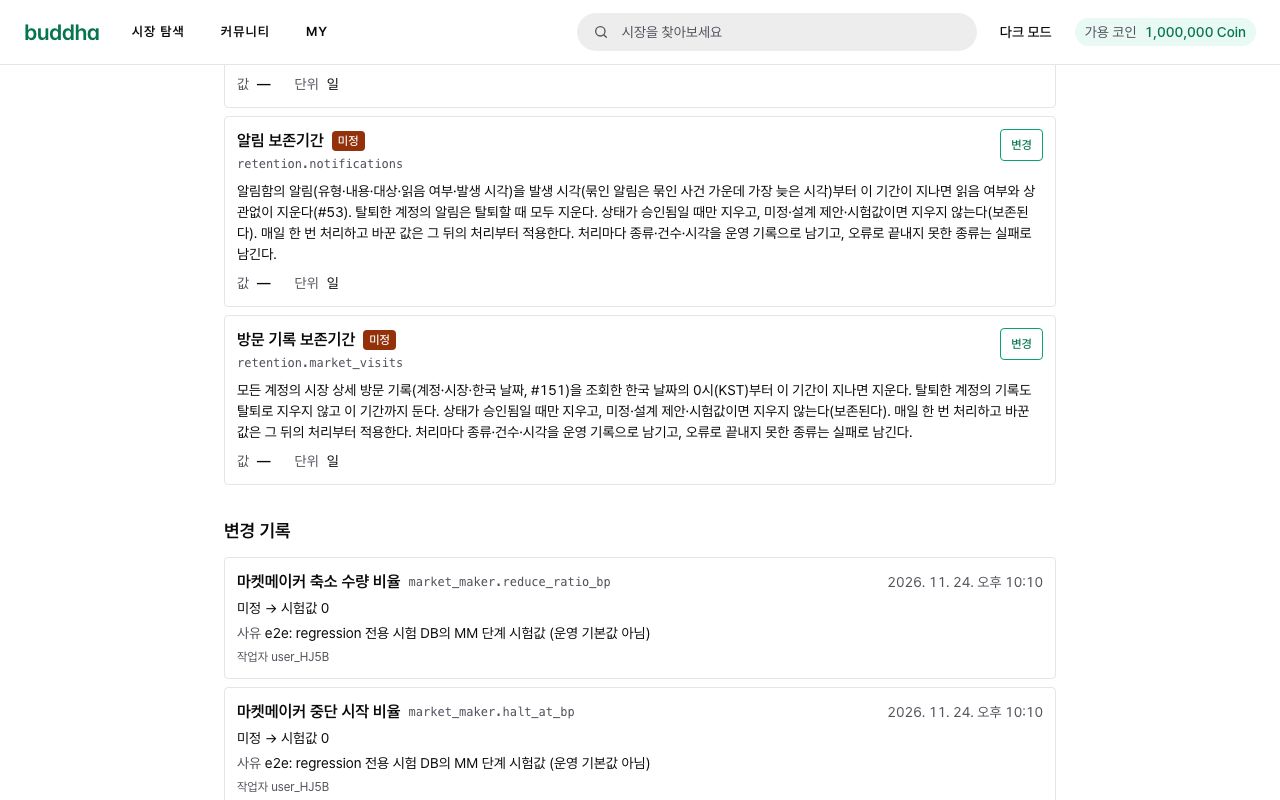 buddha 시장 탐색 커뮤니티 MY 시장을 찾아보세요 다크 모드 가용 코인 1,000,000 Coin
값 — 단위 일
알림 보존기간 미정 변경
retention.notifications
알림함의 알림(유형·내용·대상·읽음 여부·발생 시각)을 발생 시각(묶인 알림은 묶인 사건 가운데 가장 늦은 시각)부터 이 기간이 지나면 읽음 여부와 상
관없이 지운다(#53). 탈퇴한 계정의 알림은 탈퇴할 때 모두 지운다. 상태가 승인됨일 때만 지우고, 미정·설계 제안·시험값이면 지우지 않는다(보존된
다). 매일 한 번 처리하고 바꾼 값은 그 뒤의 처리부터 적용한다. 처리마다 종류·건수·시각을 운영 기록으로 남기고, 오류로 끝내지 못한 종류는 실패로
남긴다.
값 — 단위 일
방문 기록 보존기간 미정 변경
retention.market_visits
모든 계정의 시장 상세 방문 기록(계정·시장·한국 날짜, #151)을 조회한 한국 날짜의 0시(KST)부터 이 기간이 지나면 지운다. 탈퇴한 계정의 기록도
탈퇴로 지우지 않고 이 기간까지 둔다. 상태가 승인됨일 때만 지우고, 미정·설계 제안·시험값이면 지우지 않는다(보존된다). 매일 한 번 처리하고 바꾼
값은 그 뒤의 처리부터 적용한다. 처리마다 종류·건수·시각을 운영 기록으로 남기고, 오류로 끝내지 못한 종류는 실패로 남긴다.
값 — 단위 일
변경 기록
마켓메이커 축소 수량 비율 market_maker.reduce_ratio_bp 2026. 11. 24. 오후 10:10
미정 → 시험값 0
사유 e2e: regression 전용 시험 DB의 MM 단계 시험값 (운영 기본값 아님)
작업자 user_HJ5B
마켓메이커 중단 시작 비율 market_maker.halt_at_bp 2026. 11. 24. 오후 10:10
미정 → 시험값 0
사유 e2e: regression 전용 시험 DB의 MM 단계 시험값 (운영 기본값 아님)
작업자 user_HJ5B